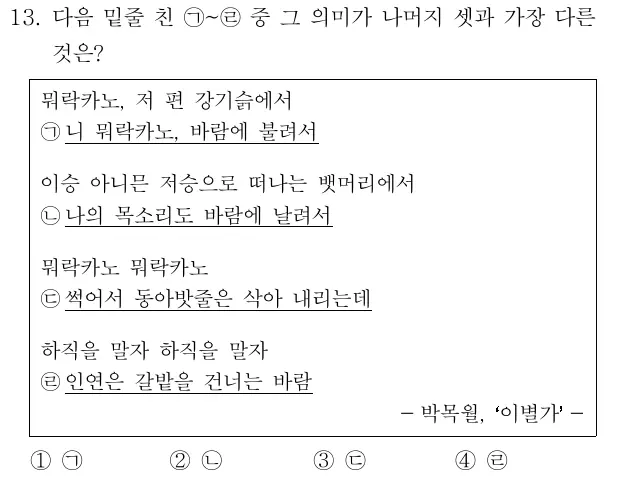 13. 다음 밑줄 친 ㉠~㉣ 중 그 의미가 나머지 셋과 가장 다른
것은?
뭐락카노, 저 편 강기슭에서
㉠ 니 뭐락카노, 바람에 불려서
이승 아니믄 저승으로 떠나는 뱃머리에서
㉡ 나의 목소리도 바람에 날려서
뭐락카노 뭐락카노
㉢ 썩어서 동아밧줄은 삭아 내리는데
하직을 말자 하직을 말자
㉣ 인연은 갈밭을 건너는 바람
- 박목월, ‘이별가’ -
① ㉠ ② ㉡ ③ ㉢ ④ ㉣